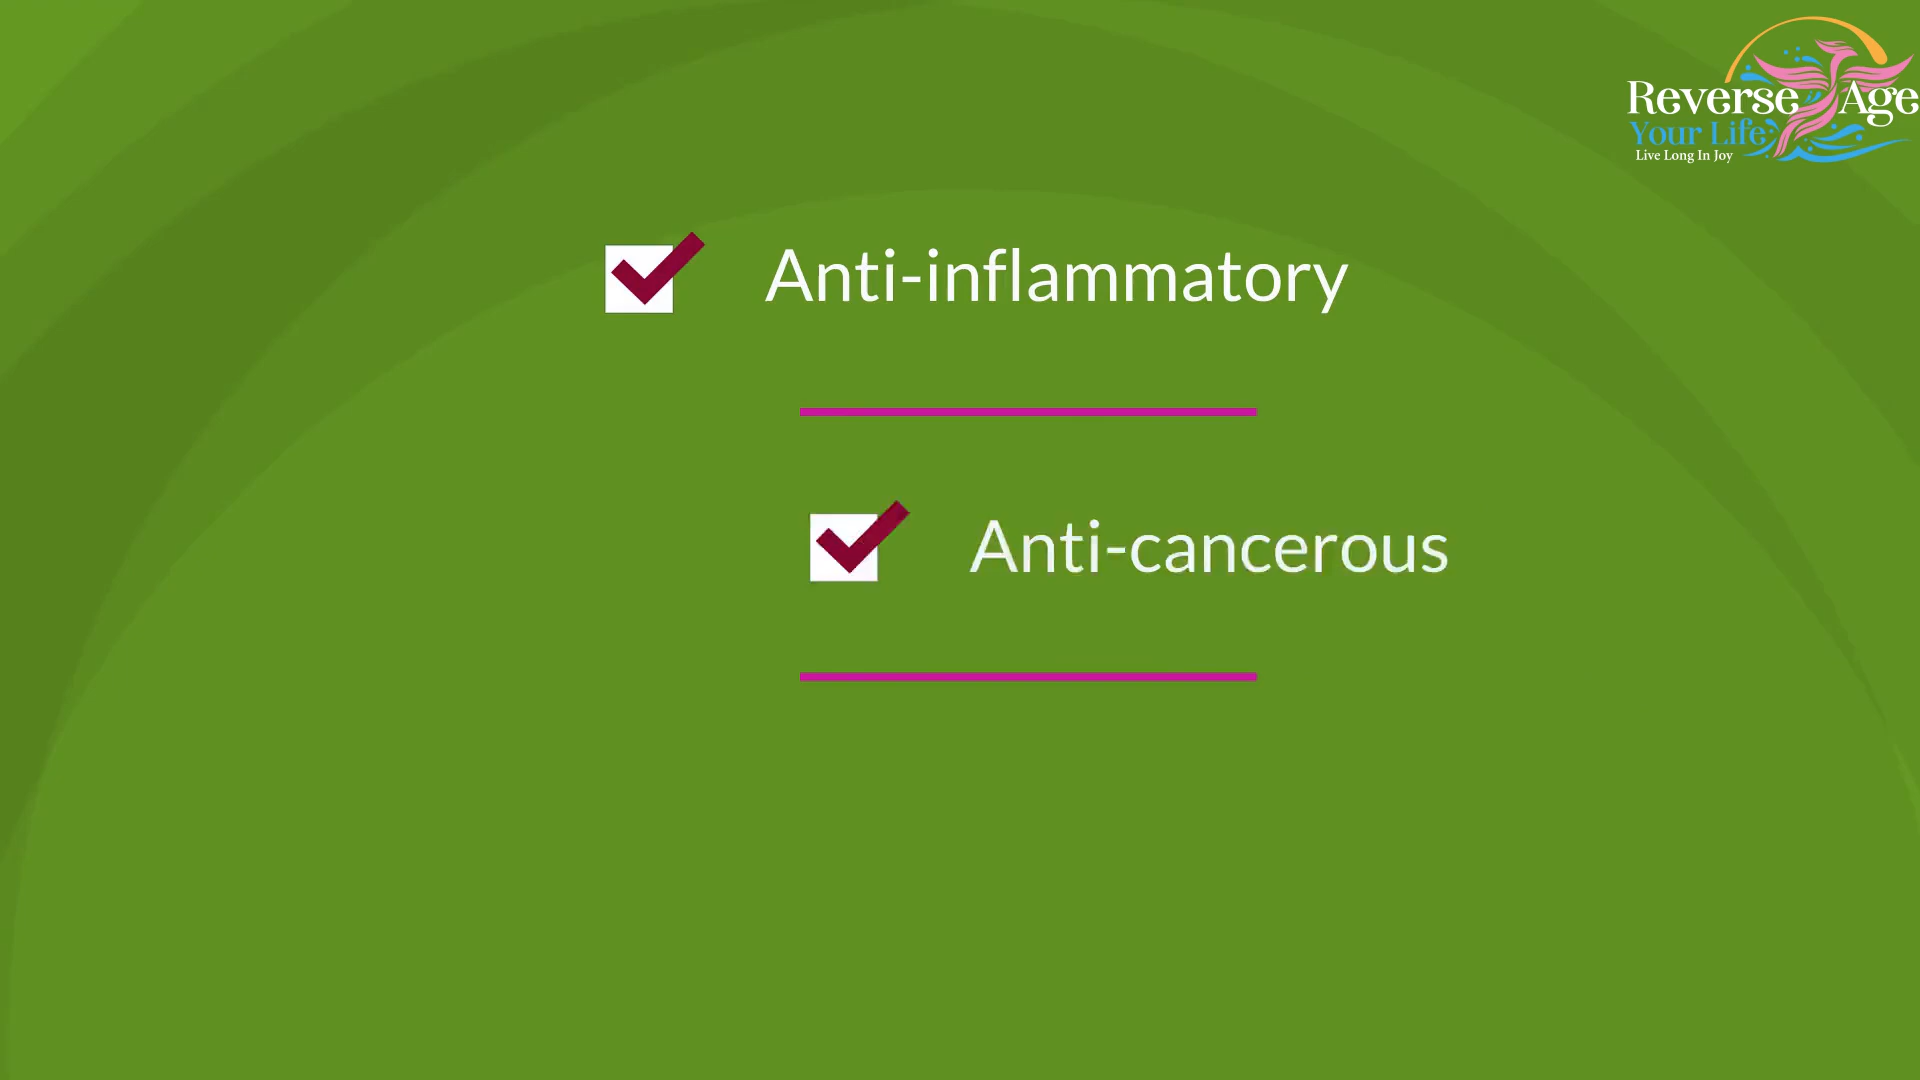 Reverse Age
Your Life
Live Long In Joy
Anti-inflammatory
Anti-cancerous